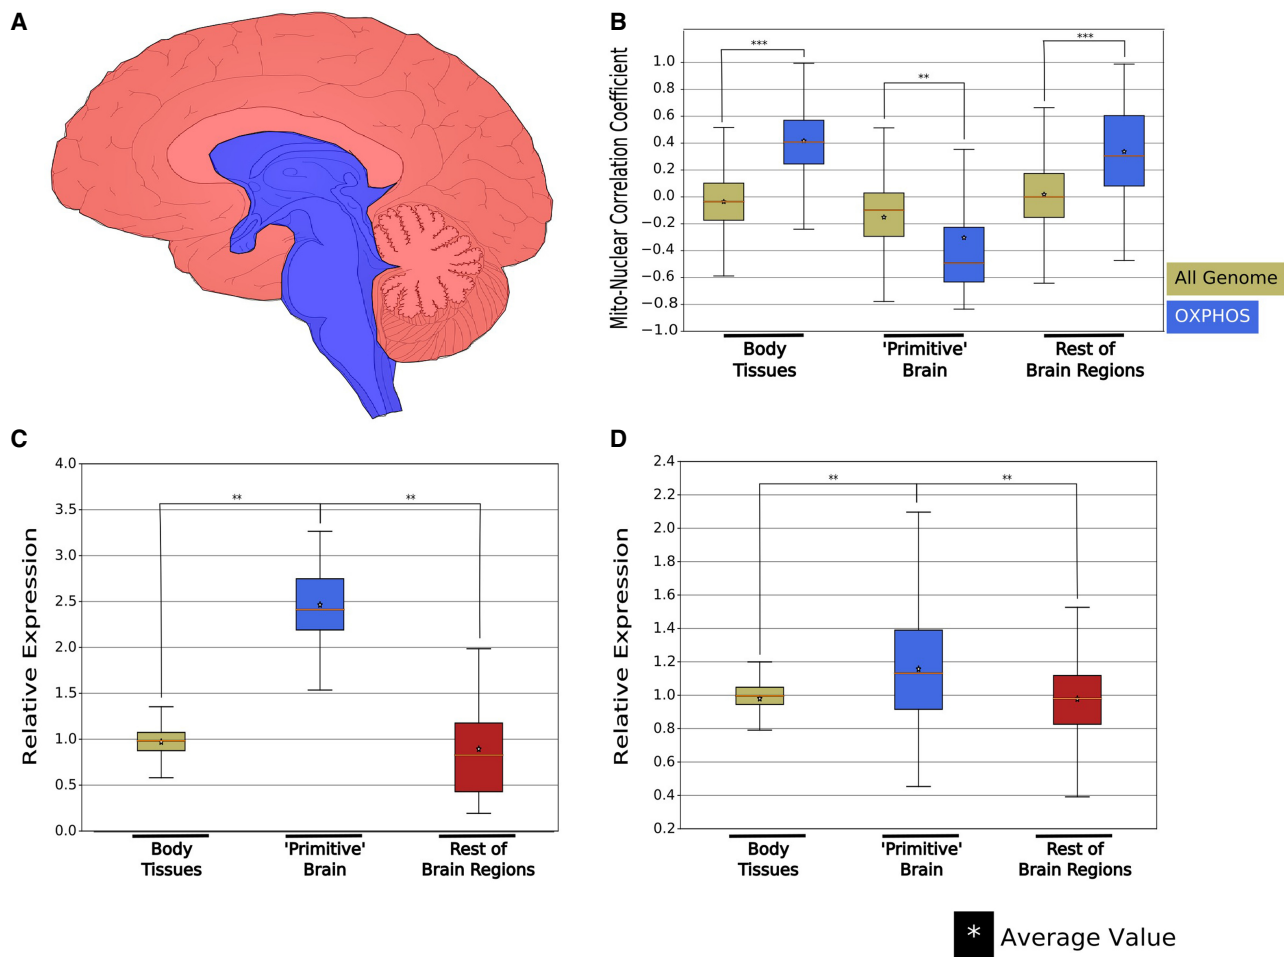 A
B
Mito-Nuclear Correlation Coefficient
1.0
0.8
0.6
0.4
0.2
0.0
−0.2
−0.4
−0.6
−0.8
−1.0
***
**
***
Body
Tissues
'Primitive'
Brain
Rest of
Brain Regions
All Genome
OXPHOS
C
Relative Expression
4.0
3.5
3.0
2.5
2.0
1.5
1.0
0.5
0.0
**
**
Body
Tissues
'Primitive'
Brain
Rest of
Brain Regions
D
Relative Expression
2.4
2.2
2.0
1.8
1.6
1.4
1.2
1.0
0.8
0.6
0.4
0.2
**
**
Body
Tissues
'Primitive'
Brain
Rest of
Brain Regions
* Average Value